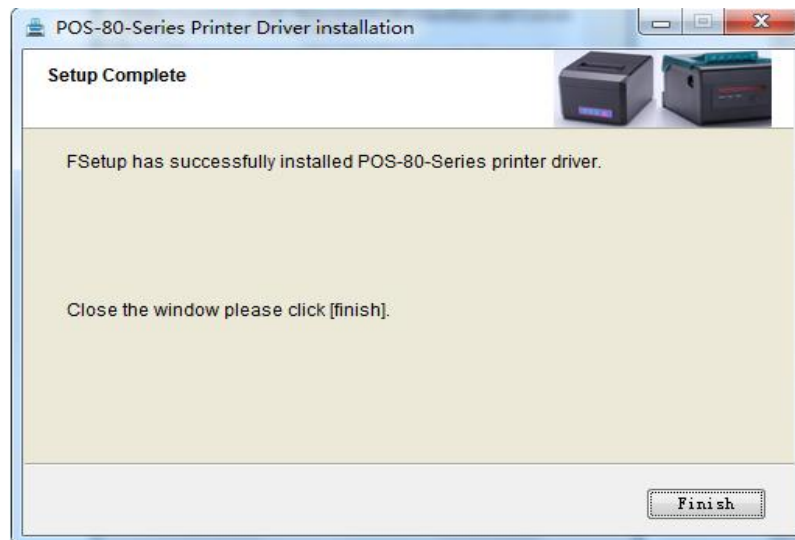 POS-80-Series Printer Driver installation
Setup Complete
FSetup has successfully installed POS-80-Series printer driver.
Close the window please click [finish].
Finish